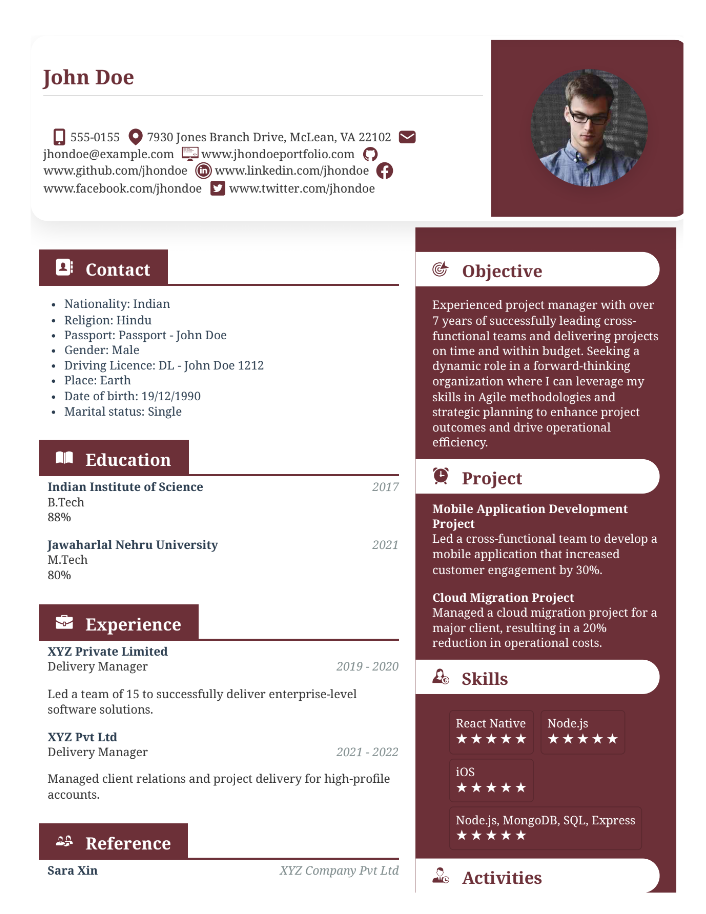 John Doe
555-0155 7930 Jones Branch Drive, McLean, VA 22102
jhondoe@example.com www.jhondoeportfolio.com
www.github.com/jhondoe www.linkedin.com/jhondoe
www.facebook.com/jhondoe www.twitter.com/jhondoe
Contact
• Nationality: Indian
• Religion: Hindu
• Passport: Passport - John Doe
• Gender: Male
• Driving Licence: DL - John Doe 1212
• Place: Earth
• Date of birth: 19/12/1990
• Marital status: Single
Education
Indian Institute of Science 2017
B.Tech
88%
Jawaharlal Nehru University 2021
M.Tech
80%
Experience
XYZ Private Limited
Delivery Manager 2019 - 2020
Led a team of 15 to successfully deliver enterprise-level
software solutions.
XYZ Pvt Ltd
Delivery Manager 2021 - 2022
Managed client relations and project delivery for high-profile
accounts.
Reference
Sara Xin XYZ Company Pvt Ltd
Objective
Experienced project manager with over
7 years of successfully leading cross-
functional teams and delivering projects
on time and within budget. Seeking a
dynamic role in a forward-thinking
organization where I can leverage my
skills in Agile methodologies and
strategic planning to enhance project
outcomes and drive operational
efficiency.
Project
Mobile Application Development
Project
Led a cross-functional team to develop a
mobile application that increased
customer engagement by 30%.
Cloud Migration Project
Managed a cloud migration project for a
major client, resulting in a 20%
reduction in operational costs.
Skills
React Native Node.js
★★★★★ ★★★★★
iOS
★★★★★
Node.js, MongoDB, SQL, Express
★★★★★
Activities